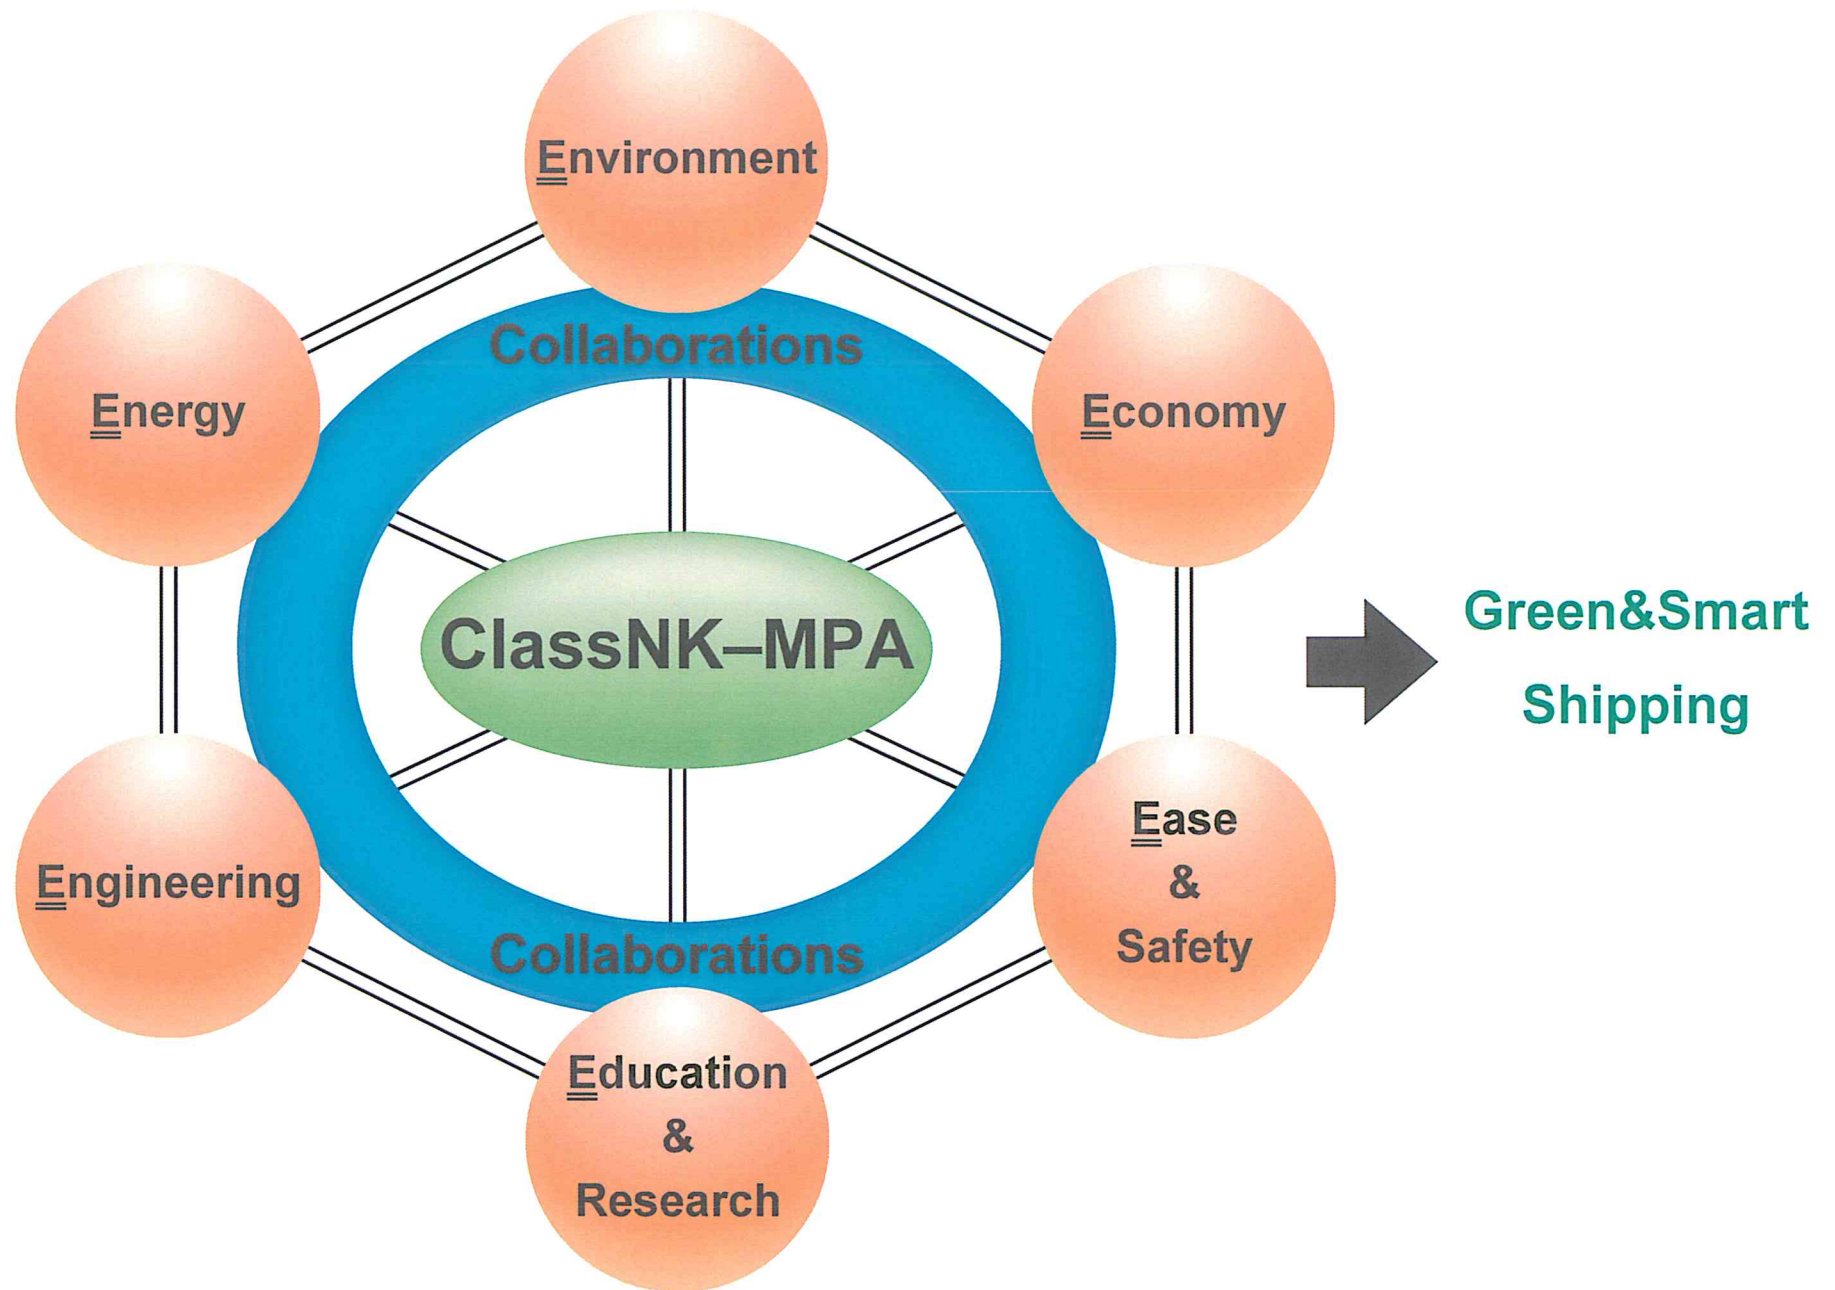 Environment
Collaborations
Energy
Economy
ClassNK–MPA
Green&Smart
Shipping
Engineering
Ease
&
Safety
Collaborations
Education
&
Research